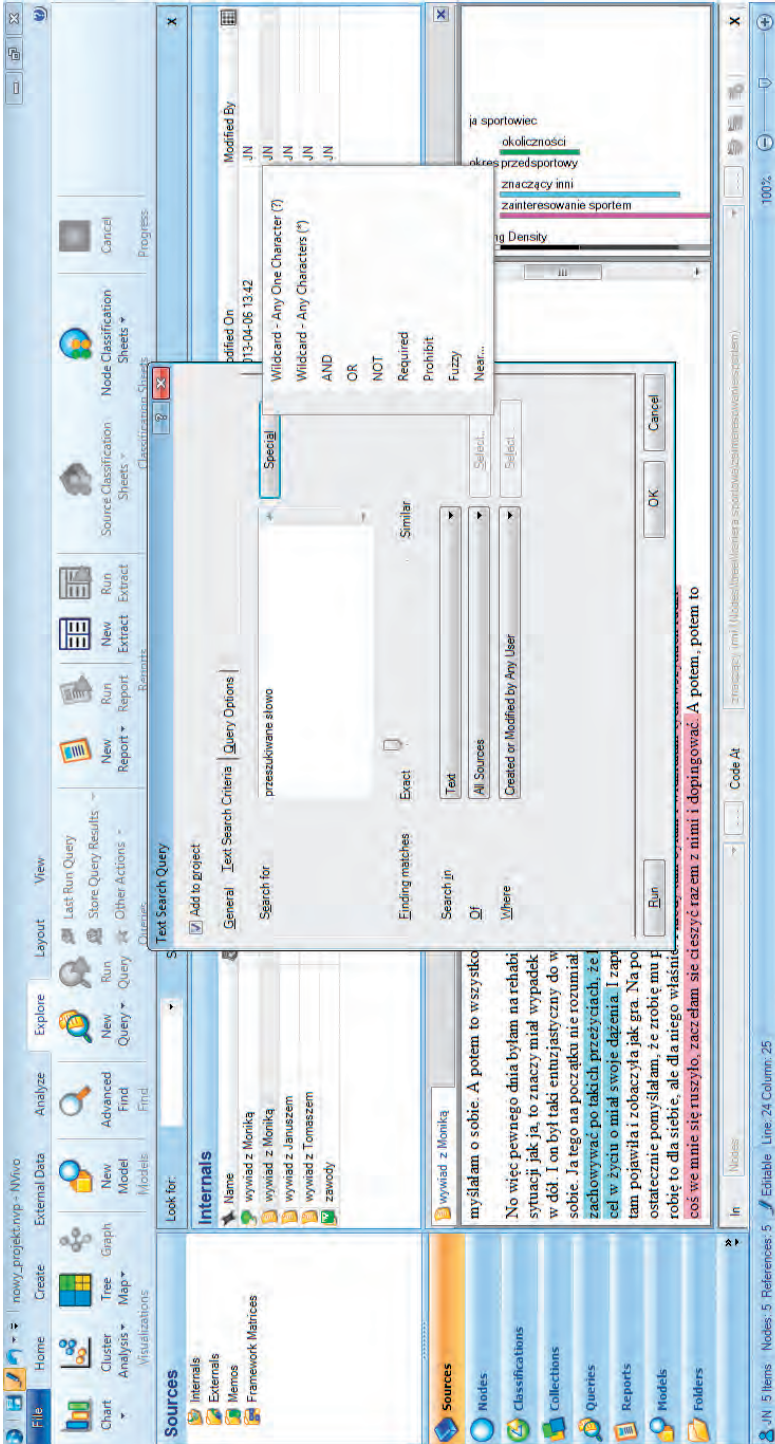 nowy_projekt.nvp - NVivo
File Home Create External Data Analyze Explore Layout View
Chart
Cluster Analysis
Tree Map
Graph
Visualizations
New Model
Models
Advanced Find
Find
New Query
Run Query
Last Run Query
Store Query Results
Other Actions
Queries
New Report
Run Report
Reports
New Extract
Run Extract
Source Classification Sheets
Node Classification Sheets
Classification Sheets
Cancel
Progress
Sources
Internals
Externals
Memos
Framework Matrices
Look for:
Internals
Name
wywiad z Moniką
wywiad z Moniką
wywiad z Januszem
wywiad z Tomaszem
zawody
odified On
013-04-06 13:42
Modified By
JN
JN
JN
JN
JN
Text Search Query
Add to project
General Text Search Criteria Query Options
Search for
przeszukiwane słowo
Special
Finding matches
Exact
Similar
Search in
Text
Of
All Sources
Select...
Where
Created or Modified by Any User
Select
Run
OK
Cancel
Wildcard - Any One Character (?)
Wildcard - Any Characters (*)
AND
OR
NOT
Required
Prohibit
Fuzzy
Near...
Sources
Nodes
Classifications
Collections
Queries
Reports
Models
Folders
wywiad z Moniką
myślałam o sobie. A potem to wszystko
No więc pewnego dnia byłam na rehabi
sytuacji jak ja, to znaczy miał wypadek
w dół. I on był taki entuzjastyczny do w
sobie. Ja tego na początku nie rozumiał
zachowywać po takich przeżyciach, że l
cel w życiu o miał swoje dążenia. I zapr
tam pojawiła i zobaczyła jak gra. Na po
ostatecznie pomyślałam, że zrobię mu p
robię to dla siebie, ale dla niego właśnie.
coś we mnie się ruszyło, zaczełam sie cieszyć razem z nimi i dopingować. A potem, potem to
ja sportowiec
okoliczności
okres przedsportowy
znaczący inni
zainteresowanie sportem
ng Density
In
Nodes
Code At
JN 5 Items Nodes: 5 References: 5 Editable Line: 24 Column: 25
100%